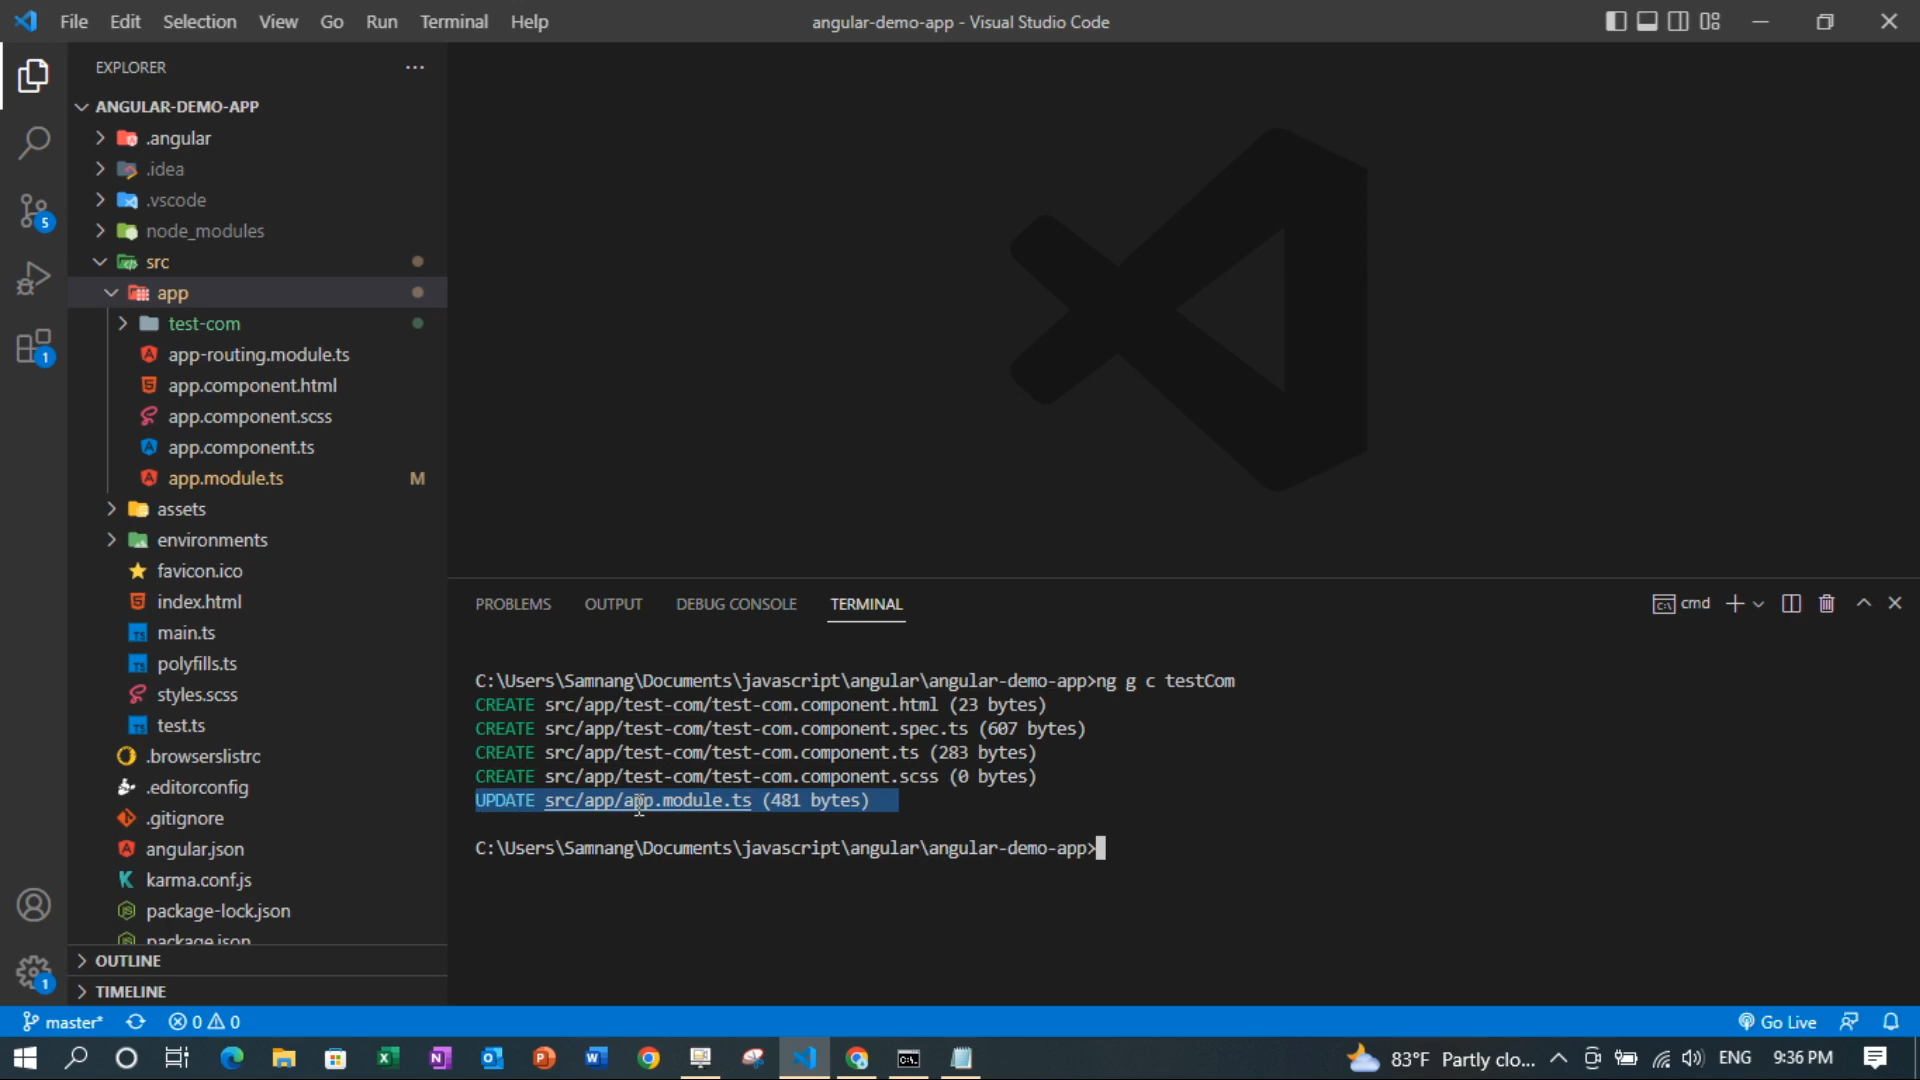 File Edit Selection View Go Run Terminal Help
angular-demo-app - Visual Studio Code
EXPLORER
ANGULAR-DEMO-APP
.angular
.idea
.vscode
node_modules
src
app
test-com
app-routing.module.ts
app.component.html
app.component.scss
app.component.ts
app.module.ts M
assets
environments
favicon.ico
index.html
main.ts
polyfills.ts
styles.scss
test.ts
.browserslistrc
.editorconfig
.gitignore
angular.json
karma.conf.js
package-lock.json
package.json
OUTLINE
TIMELINE
5
1
1
PROBLEMS OUTPUT DEBUG CONSOLE TERMINAL
cmd
C:\Users\Samnang\Documents\javascript\angular\angular-demo-app>ng g c testCom
CREATE src/app/test-com/test-com.component.html (23 bytes)
CREATE src/app/test-com/test-com.component.spec.ts (607 bytes)
CREATE src/app/test-com/test-com.component.ts (283 bytes)
CREATE src/app/test-com/test-com.component.scss (0 bytes)
UPDATE src/app/app.module.ts (481 bytes)
C:\Users\Samnang\Documents\javascript\angular\angular-demo-app>
master* 0 0 Go Live
83°F Partly clo... ENG 9:36 PM